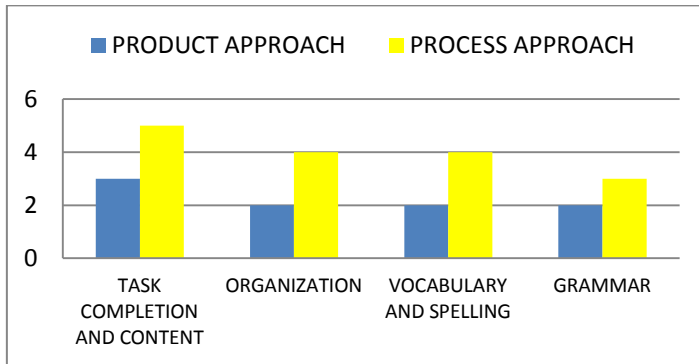 PRODUCT APPROACH PROCESS APPROACH
6
4
2
0
TASK COMPLETION AND CONTENT
ORGANIZATION
VOCABULARY AND SPELLING
GRAMMAR